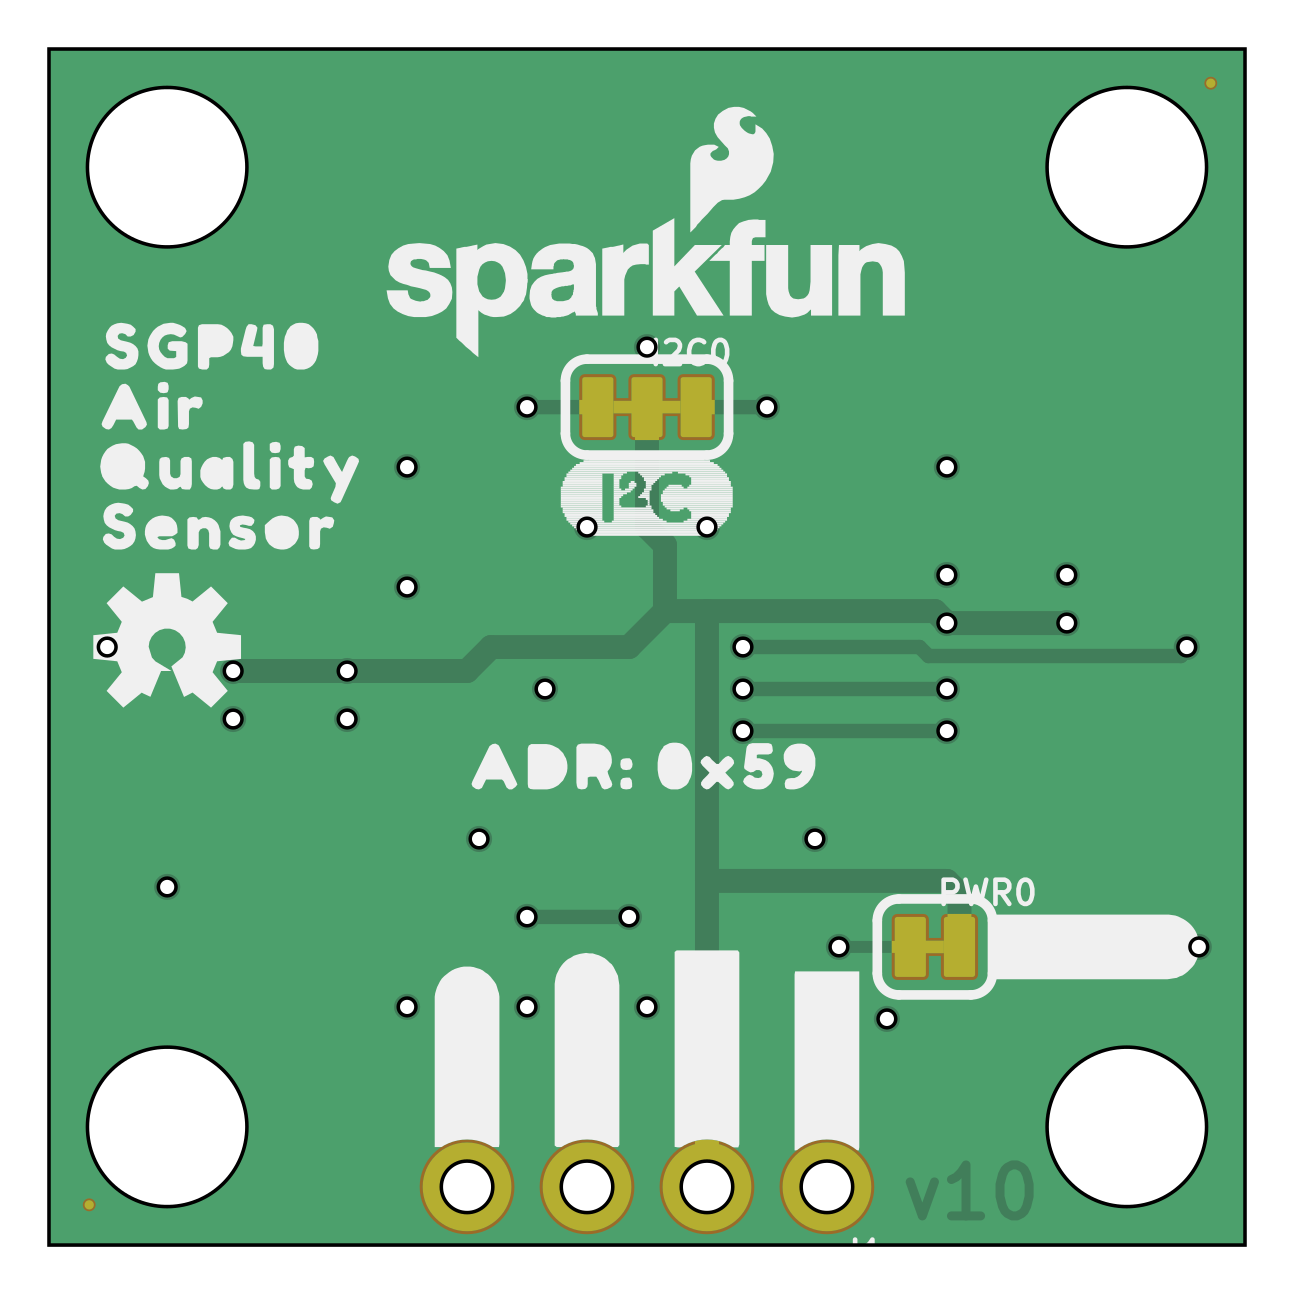 sparkfun
SGP40
Air
Quality
Sensor
I2C0
I²C
ADR: 0x59
PWR0
v10